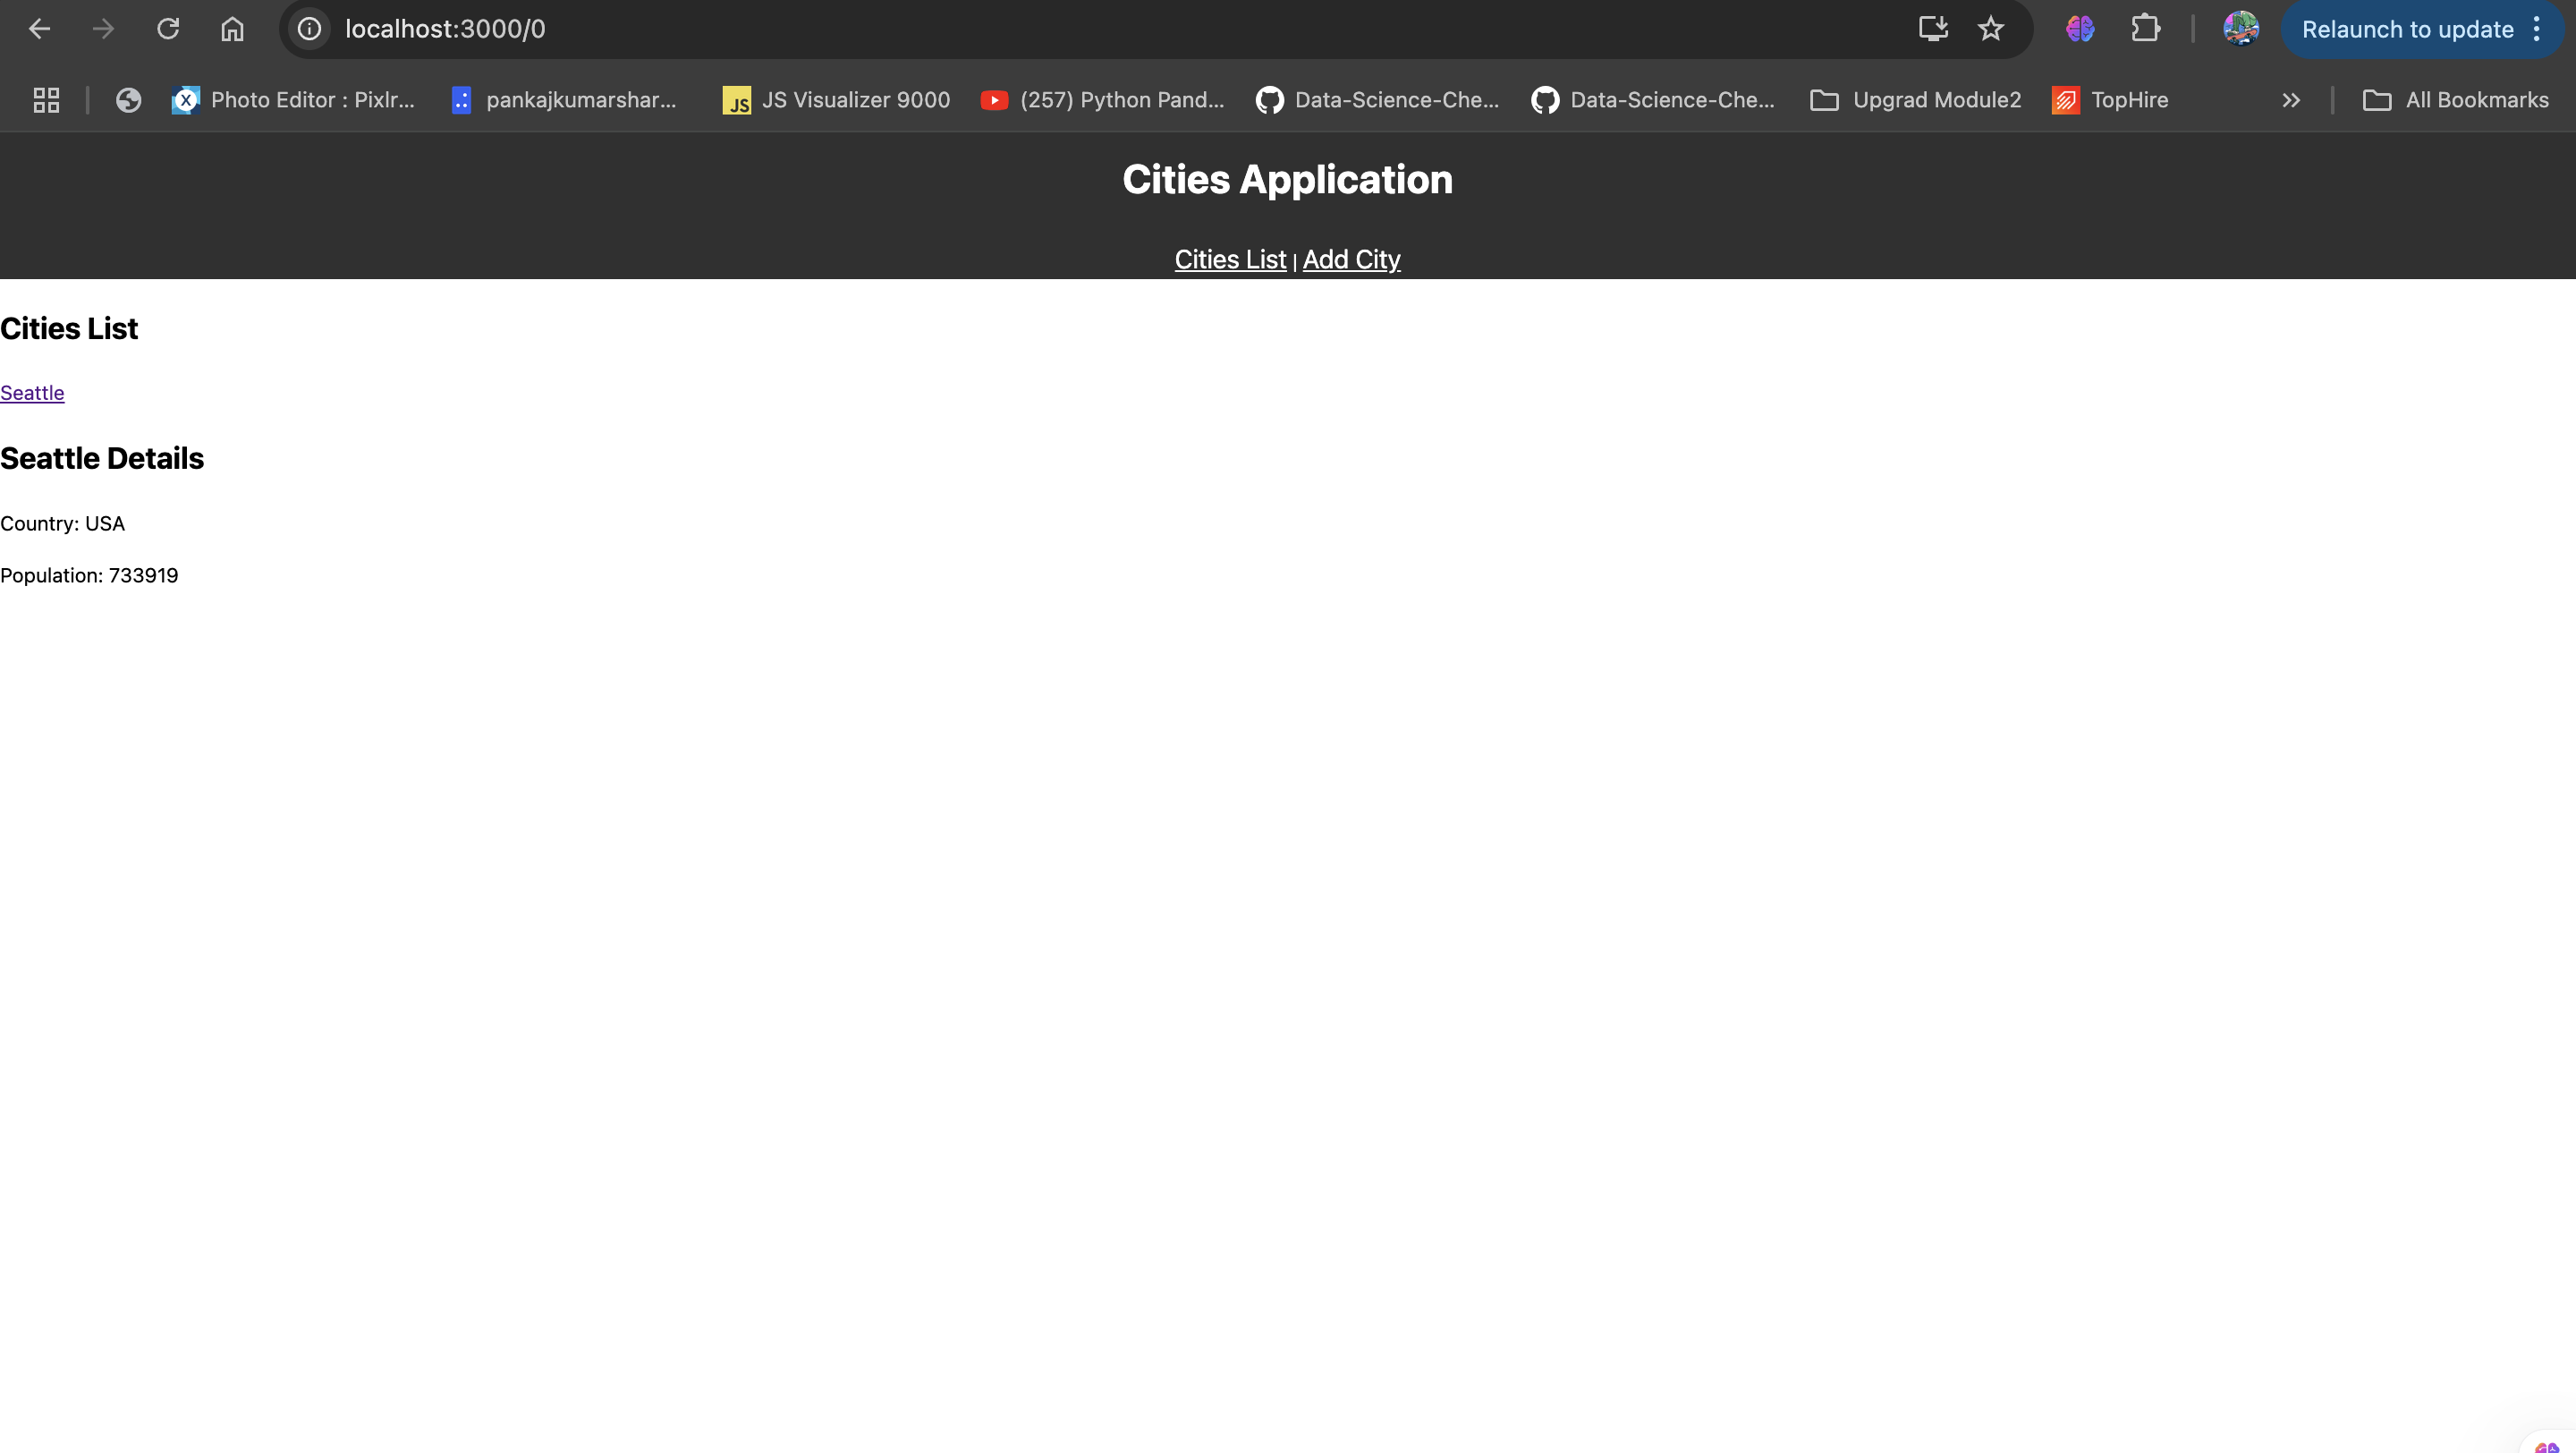 localhost:3000/0
Relaunch to update
Photo Editor : Pixlr... pankajkumarshar... JS JS Visualizer 9000 (257) Python Pand... Data-Science-Che... Data-Science-Che... Upgrad Module2 TopHire All Bookmarks
Cities Application
Cities List | Add City
Cities List
Seattle
Seattle Details
Country: USA
Population: 733919